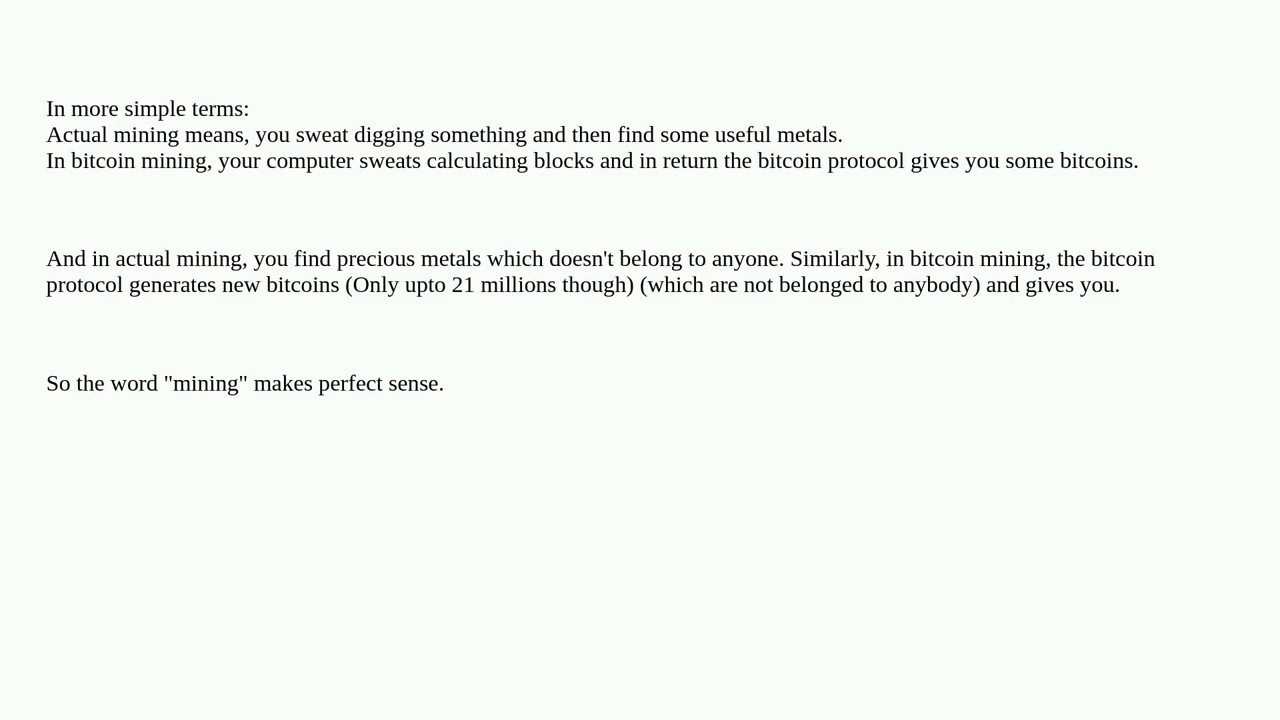 In more simple terms:
Actual mining means, you sweat digging something and then find some useful metals.
In bitcoin mining, your computer sweats calculating blocks and in return the bitcoin protocol gives you some bitcoins.
And in actual mining, you find precious metals which doesn't belong to anyone. Similarly, in bitcoin mining, the bitcoin
protocol generates new bitcoins (Only upto 21 millions though) (which are not belonged to anybody) and gives you.
So the word "mining" makes perfect sense.